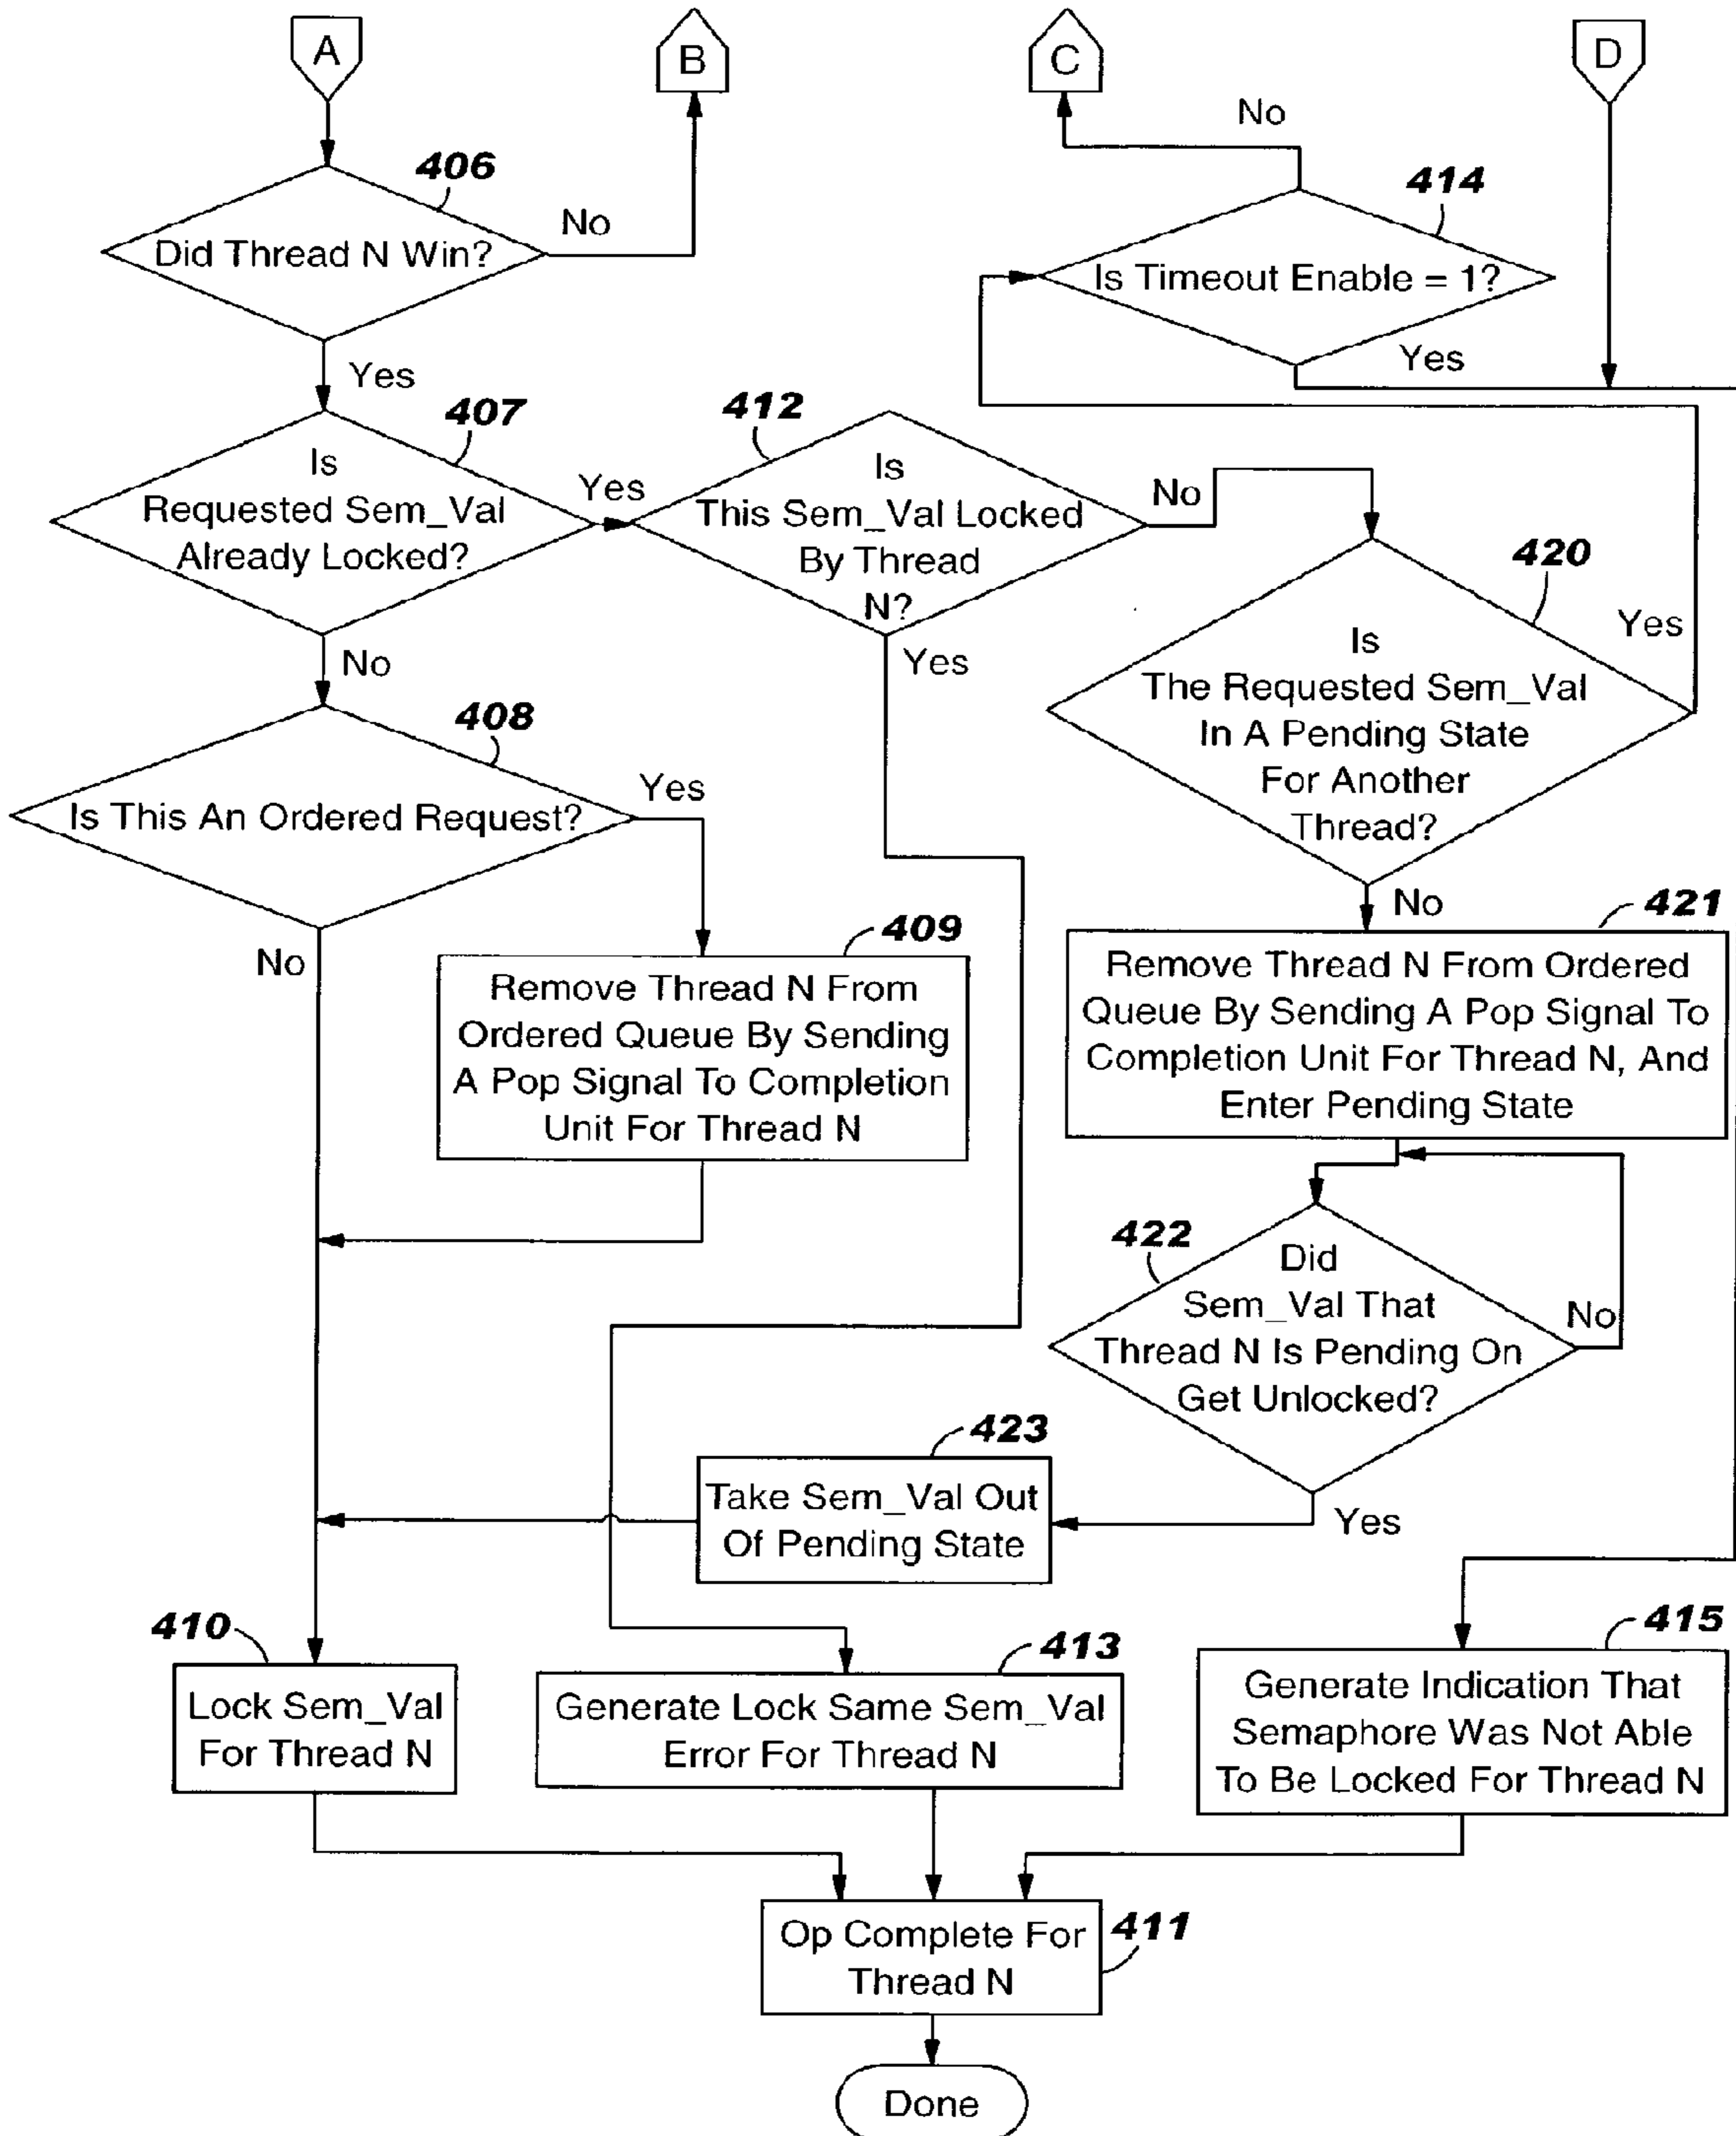 A
B
C
D
No
406
414
Did Thread N Win?
No
Is Timeout Enable = 1?
Yes
Yes
407
412
Is
Requested Sem_Val
Already Locked?
Yes
Is
This Sem_Val Locked
By Thread
N?
No
420
Yes
No
Yes
Is
The Requested Sem_Val
In A Pending State
For Another
Thread?
408
Is This An Ordered Request?
Yes
No
No
421
409
Remove Thread N From
Ordered Queue By Sending
A Pop Signal To Completion
Unit For Thread N
Remove Thread N From Ordered
Queue By Sending A Pop Signal To
Completion Unit For Thread N, And
Enter Pending State
422
Did
Sem_Val That
Thread N Is Pending On
Get Unlocked?
No
423
Take Sem_Val Out
Of Pending State
Yes
410
413
415
Lock Sem_Val
For Thread N
Generate Lock Same Sem_Val
Error For Thread N
Generate Indication That
Semaphore Was Not Able
To Be Locked For Thread N
Op Complete For
Thread N
411
Done